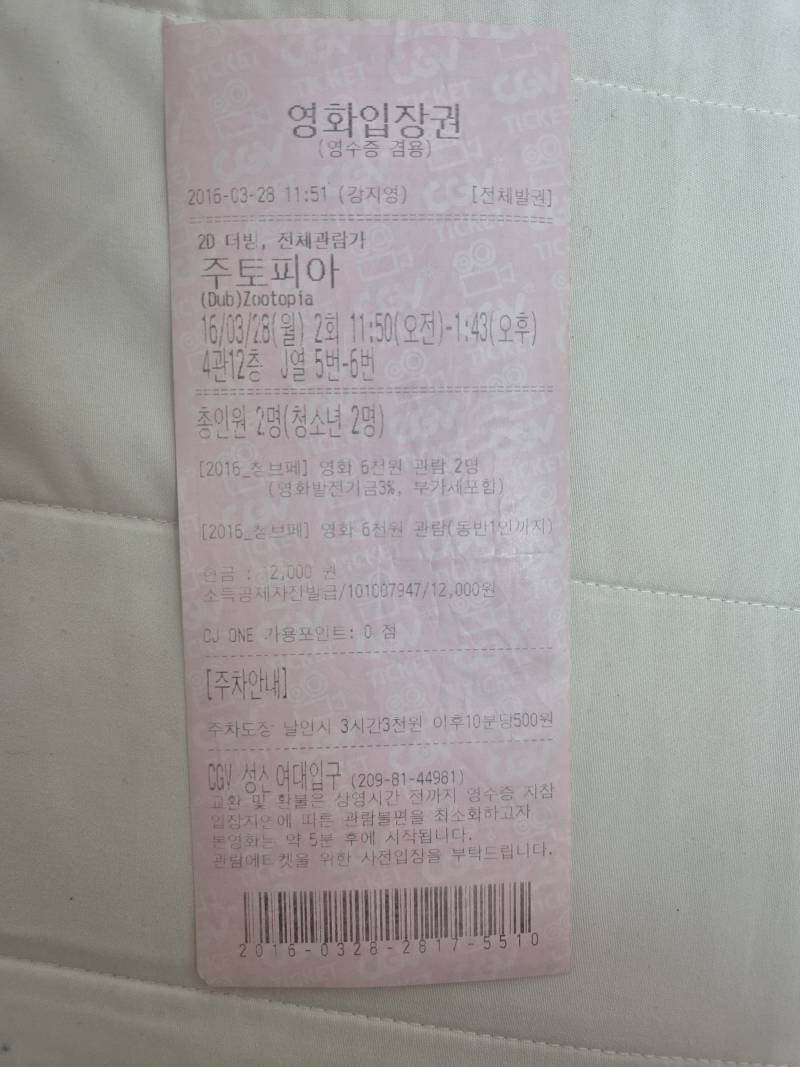 영화입장권
(영수증 겸용)
2016-03-28 11:51 (강지영) [전체발권]
2D 더빙, 전체관람가
주토피아
(Dub)Zootopia
16/03/28(월) 2회 11:50(오전)-1:43(오후)
4관12층 J열 5번-6번
총인원 2명(청소년 2명)
[2016_청브페] 영화 6천원 관람 2명
(영화발전기금3%, 부가세포함)
[2016_청브페] 영화 6천원 관람(동반1인까지)
현금 : 12,000 원
소득공제자진발급/101007947/12,000원
CJ ONE 가용포인트: 0 점
[주차안내]
주차도장 날인시 3시간3천원 이후10분당500원
CGV 성신여대입구 (209-81-44981)
교환 및 환불은 상영시간 전까지 영수증 지참
입장지연에 따른 관람불편을 최소화하고자
본영화는 약 5분 후에 시작됩니다.
관람에티켓을 위한 사전입장을 부탁드립니다.
2016-0328-2817-5510